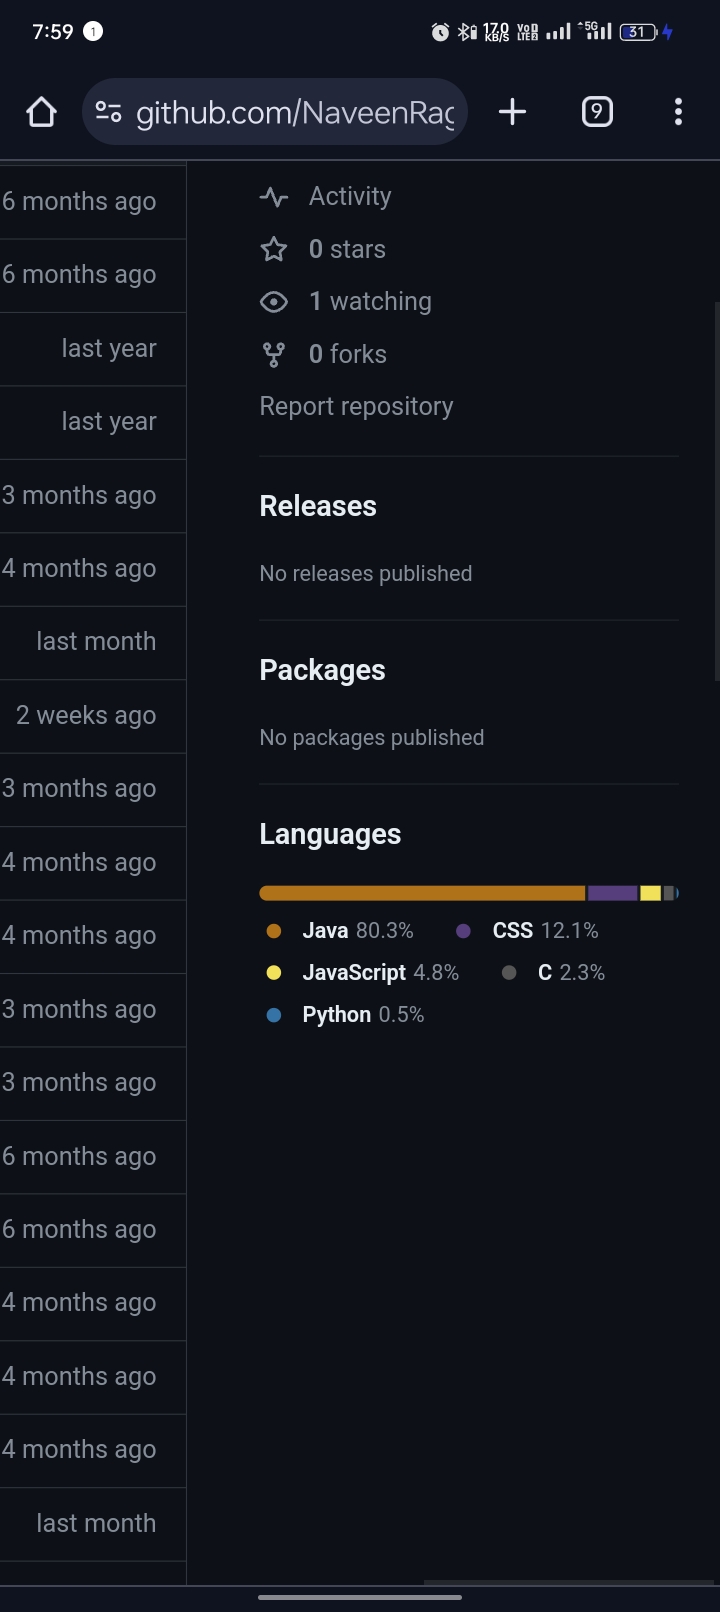 7:59 1 17.0 KB/S VoD LTE2 5G 31
github.com/NaveenRag 9
6 months ago
6 months ago
last year
last year
3 months ago
4 months ago
last month
2 weeks ago
3 months ago
4 months ago
4 months ago
3 months ago
3 months ago
6 months ago
6 months ago
4 months ago
4 months ago
4 months ago
last month
Activity
0 stars
1 watching
0 forks
Report repository
Releases
No releases published
Packages
No packages published
Languages
Java 80.3% CSS 12.1%
JavaScript 4.8% C 2.3%
Python 0.5%